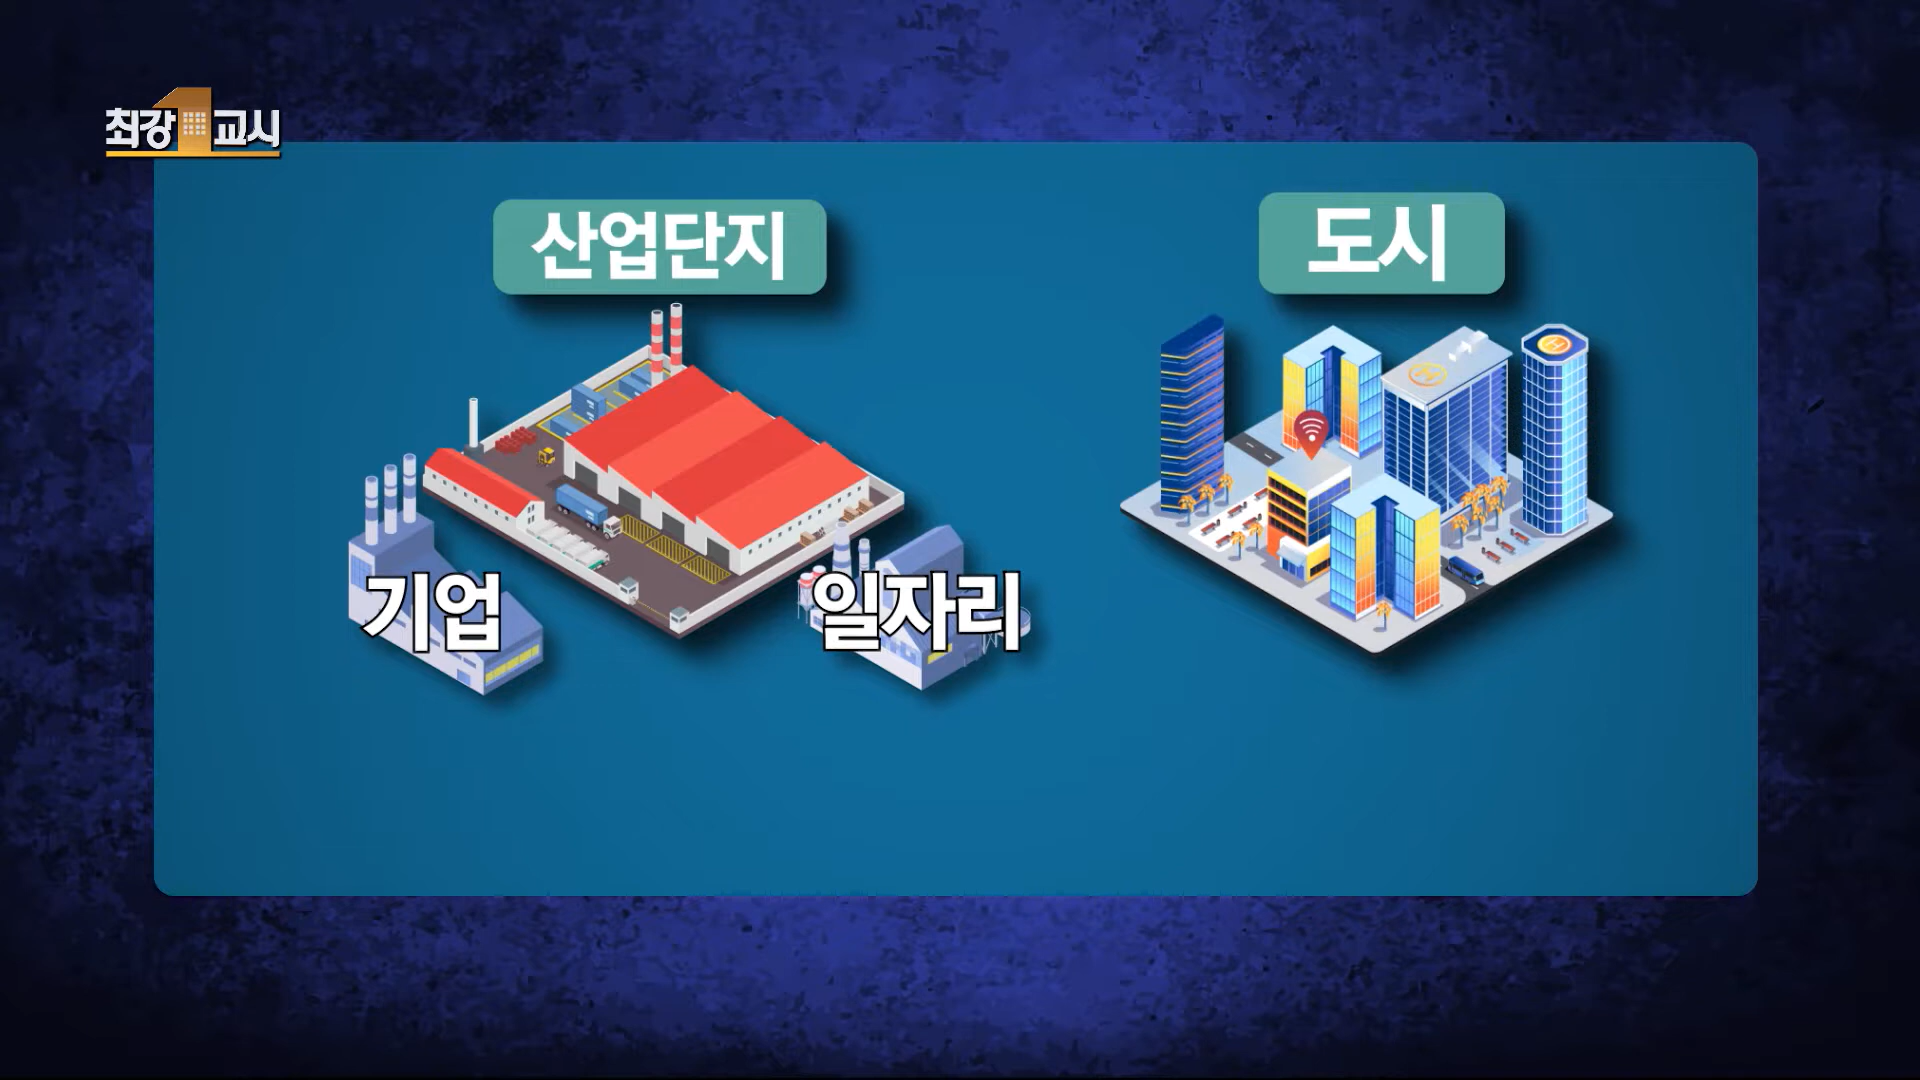 최강1교시
산업단지
도시
기업
일자리